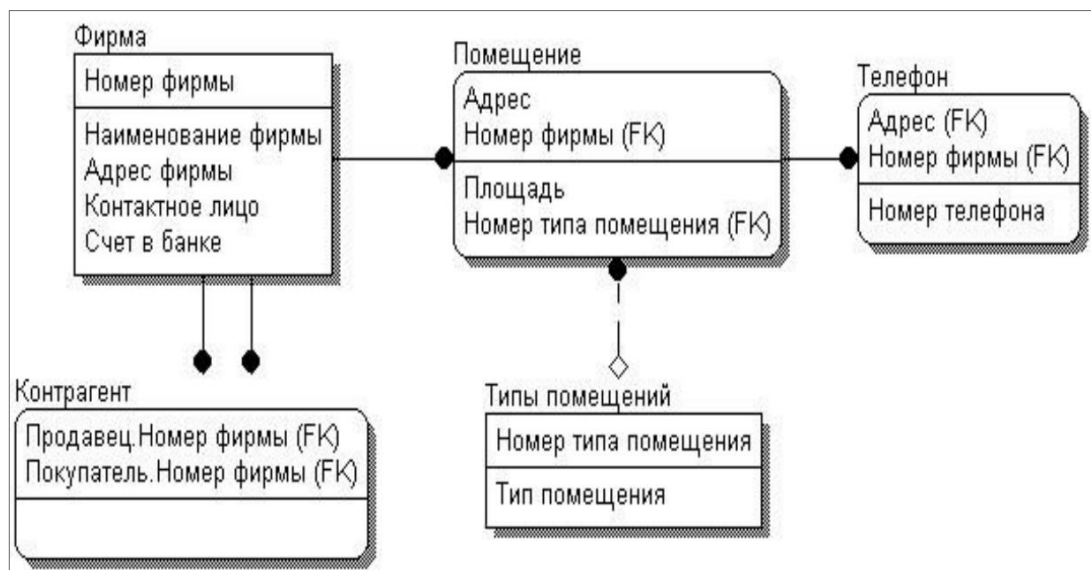 Фирма
Номер фирмы
Наименование фирмы
Адрес фирмы
Контактное лицо
Счет в банке
Помещение
Адрес
Номер фирмы (FK)
Площадь
Номер типа помещения (FK)
Телефон
Адрес (FK)
Номер фирмы (FK)
Номер телефона
Контрагент
Продавец.Номер фирмы (FK)
Покупатель.Номер фирмы (FK)
Типы помещений
Номер типа помещения
Тип помещения